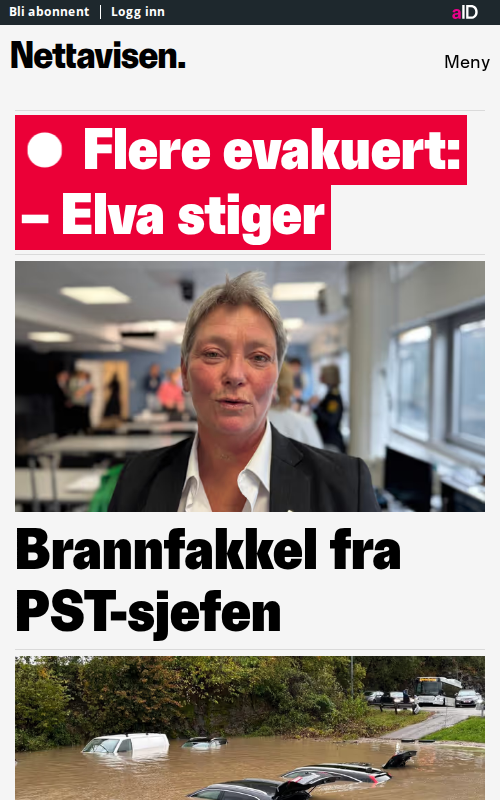 Bli abonnent
Logg inn
aID
Nettavisen.
Meny
Flere evakuert:
– Elva stiger
Brannfakkel fra
PST-sjefen